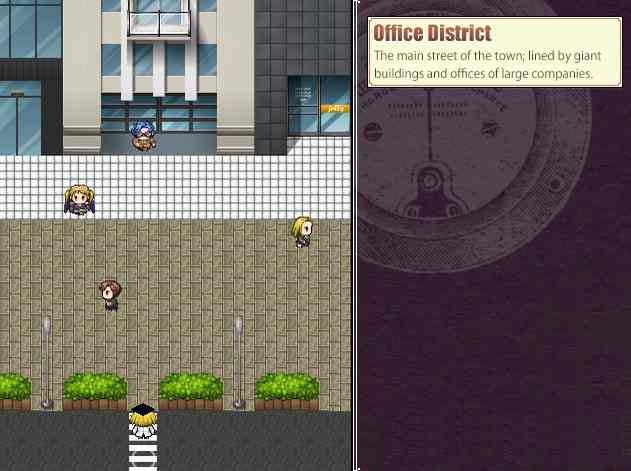 Office District
The main street of the town; lined by giant
buildings and offices of large companies.